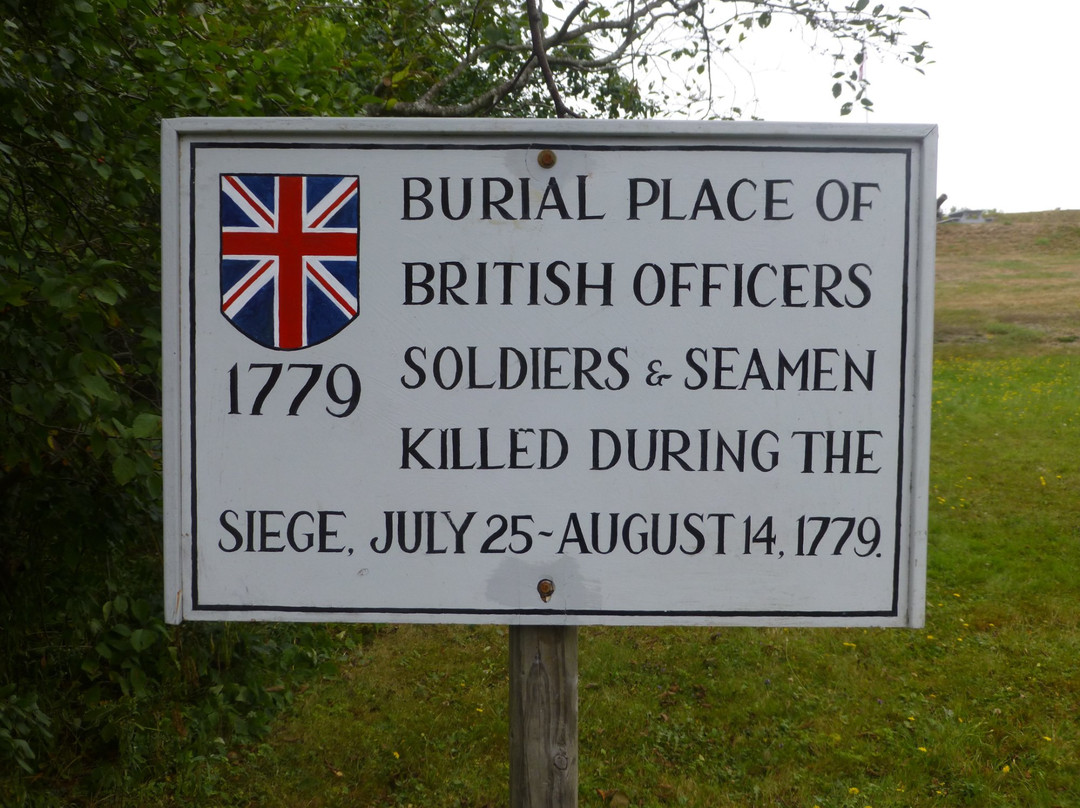 BURIAL PLACE OF
BRITISH OFFICERS
SOLDIERS & SEAMEN
1779
KILLED DURING THE
SIEGE, JULY 25~AUGUST 14, 1779.